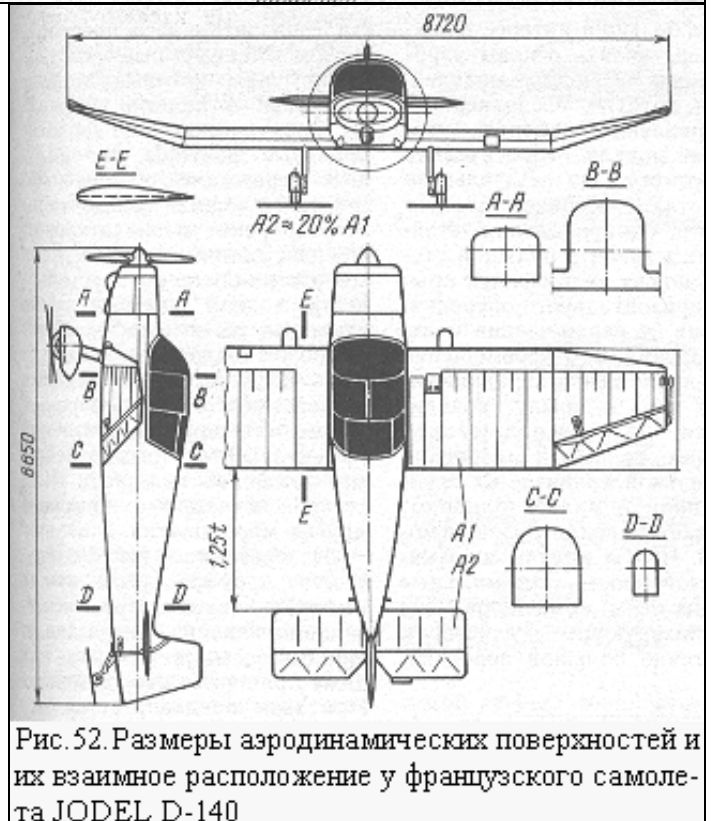 8720
E-E
B-B
A2≈20% A1
A-A
A A
E
B B
6650
C C
1,25t
E
C-C
D-D
A1
A2
D D
Рис.52.Размеры аэродинамических поверхностей и
их взаимное расположение у французского самоле-
та JODEL D-140